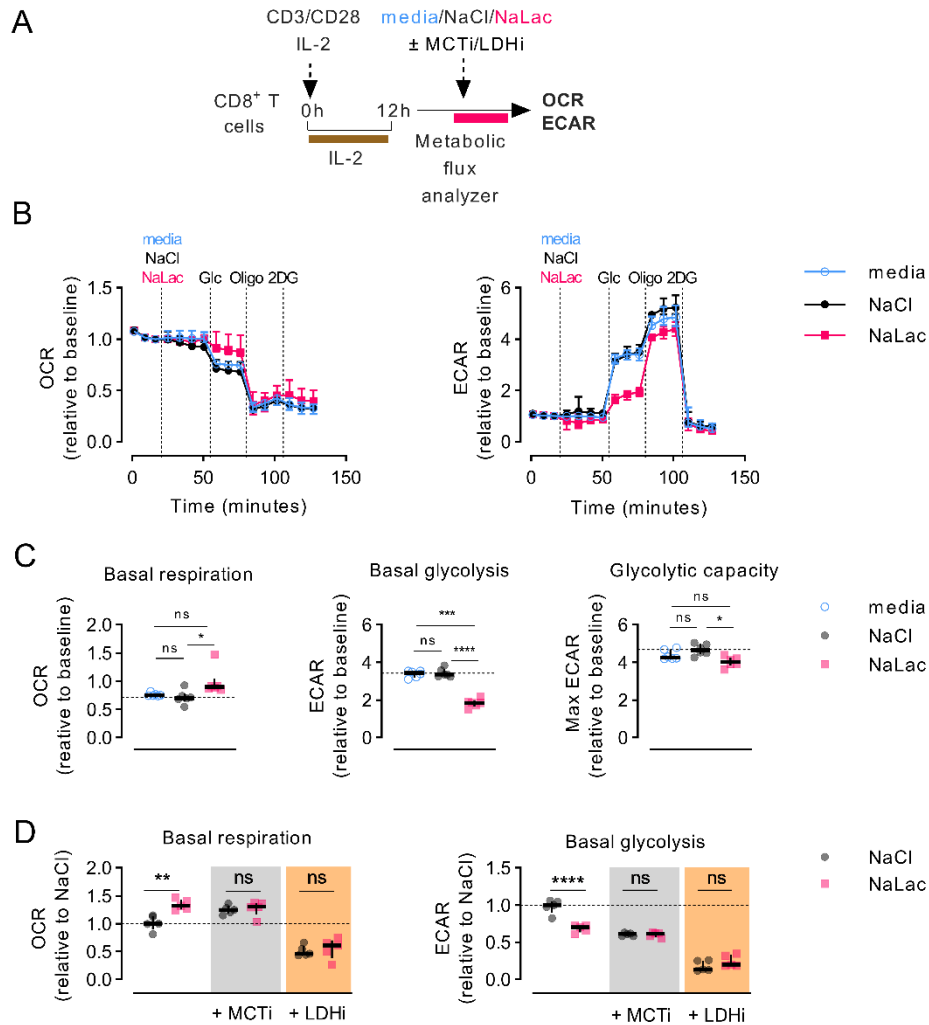 A
CD3/CD28
IL-2
media/NaCl/NaLac
± MCTi/LDHi
CD8+ T
cells
0h
12h
IL-2
Metabolic
flux
analyzer
OCR
ECAR
B
media
NaCl
NaLac
Glc
Oligo
2DG
OCR
(relative to baseline)
1.5
1.0
0.5
0.0
0
50
100
150
Time (minutes)
media
NaCl
NaLac
Glc
Oligo
2DG
ECAR
(relative to baseline)
6
4
2
0
0
50
100
150
Time (minutes)
media
NaCl
NaLac
C
Basal respiration
ns
ns
*
OCR
(reative to baseline)
2.0
1.5
1.0
0.5
0.0
Basal glycolysis
***
ns
****
ECAR
(relative to baseline)
6
4
2
0
Glycolytic capacity
ns
ns
*
Max ECAR
(relative to baseline)
6
4
2
0
media
NaCl
NaLac
D
Basal respiration
**
ns
ns
OCR
(relative to NaCl)
2.0
1.5
1.0
0.5
0.0
+ MCTi
+ LDHi
Basal glycolysis
****
ns
ns
ECAR
(relative to NaCl)
1.5
1.0
0.5
0.0
+ MCTi
+ LDHi
NaCl
NaLac